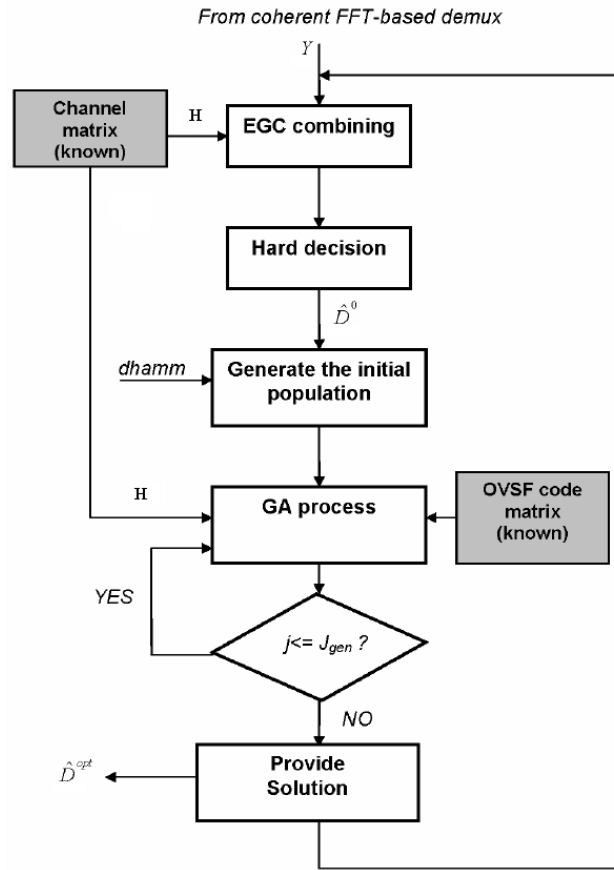 From coherent FFT-based demux
Y
Channel
matrix
(known)
H
EGC combining
Hard decision
D̂⁰
dhamm
Generate the initial
population
H
GA process
OVSF code
matrix
(known)
YES
j<= J_gen ?
NO
Provide
Solution
D̂ᵒᵖᵗ